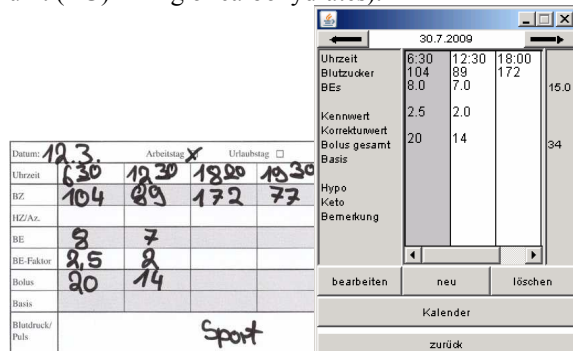 of carbohydrates).
Datum: 12.3. Arbeitstag Urlaubstag
Uhrzeit 6 30 12 30 18 00 19 30
BZ 104 89 172 77
HZ/Az.
BE 8 7
BE-Faktor 2,5 2
Bolus 20 14
Basis
Blutdruck/
Puls Sport
30.7.2009
Uhrzeit 6:30 12:30 18:00
Blutzucker 104 89 172
BEs 8.0 7.0 15.0
Kennwert 2.5 2.0
Korrekturwert
Bolus gesamt 20 14 34
Basis
Hypo
Keto
Bemerkung
bearbeiten neu löschen
Kalender
zurück